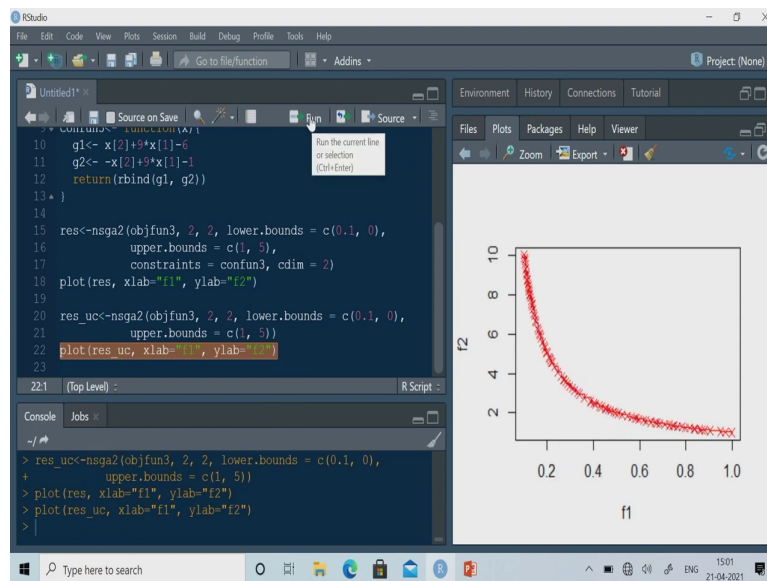 RStudio
File Edit Code View Plots Session Build Debug Profile Tools Help
Go to file/function Addins Project: (None)
Untitled1*
Source on Save Run Source
Run the current line
or selection
(Ctrl+Enter)
9 confun3<- function(x){
10 g1<- x[2]+9*x[1]-6
11 g2<- -x[2]+9*x[1]-1
12 return(rbind(g1, g2))
13 }
14
15 res<-nsga2(objfun3, 2, 2, lower.bounds = c(0.1, 0),
16 upper.bounds = c(1, 5),
17 constraints = confun3, cdim = 2)
18 plot(res, xlab="f1", ylab="f2")
19
20 res_uc<-nsga2(objfun3, 2, 2, lower.bounds = c(0.1, 0),
21 upper.bounds = c(1, 5))
22 plot(res_uc, xlab="f1", ylab="f2")
23
22:1 (Top Level) R Script
Console Jobs
~/
> res_uc<-nsga2(objfun3, 2, 2, lower.bounds = c(0.1, 0),
+ upper.bounds = c(1, 5))
> plot(res, xlab="f1", ylab="f2")
> plot(res_uc, xlab="f1", ylab="f2")
>
Environment History Connections Tutorial
Files Plots Packages Help Viewer
Zoom Export
10
8
6
4
2
f2
0.2 0.4 0.6 0.8 1.0
f1
Type here to search
ENG
15:01
21-04-2021